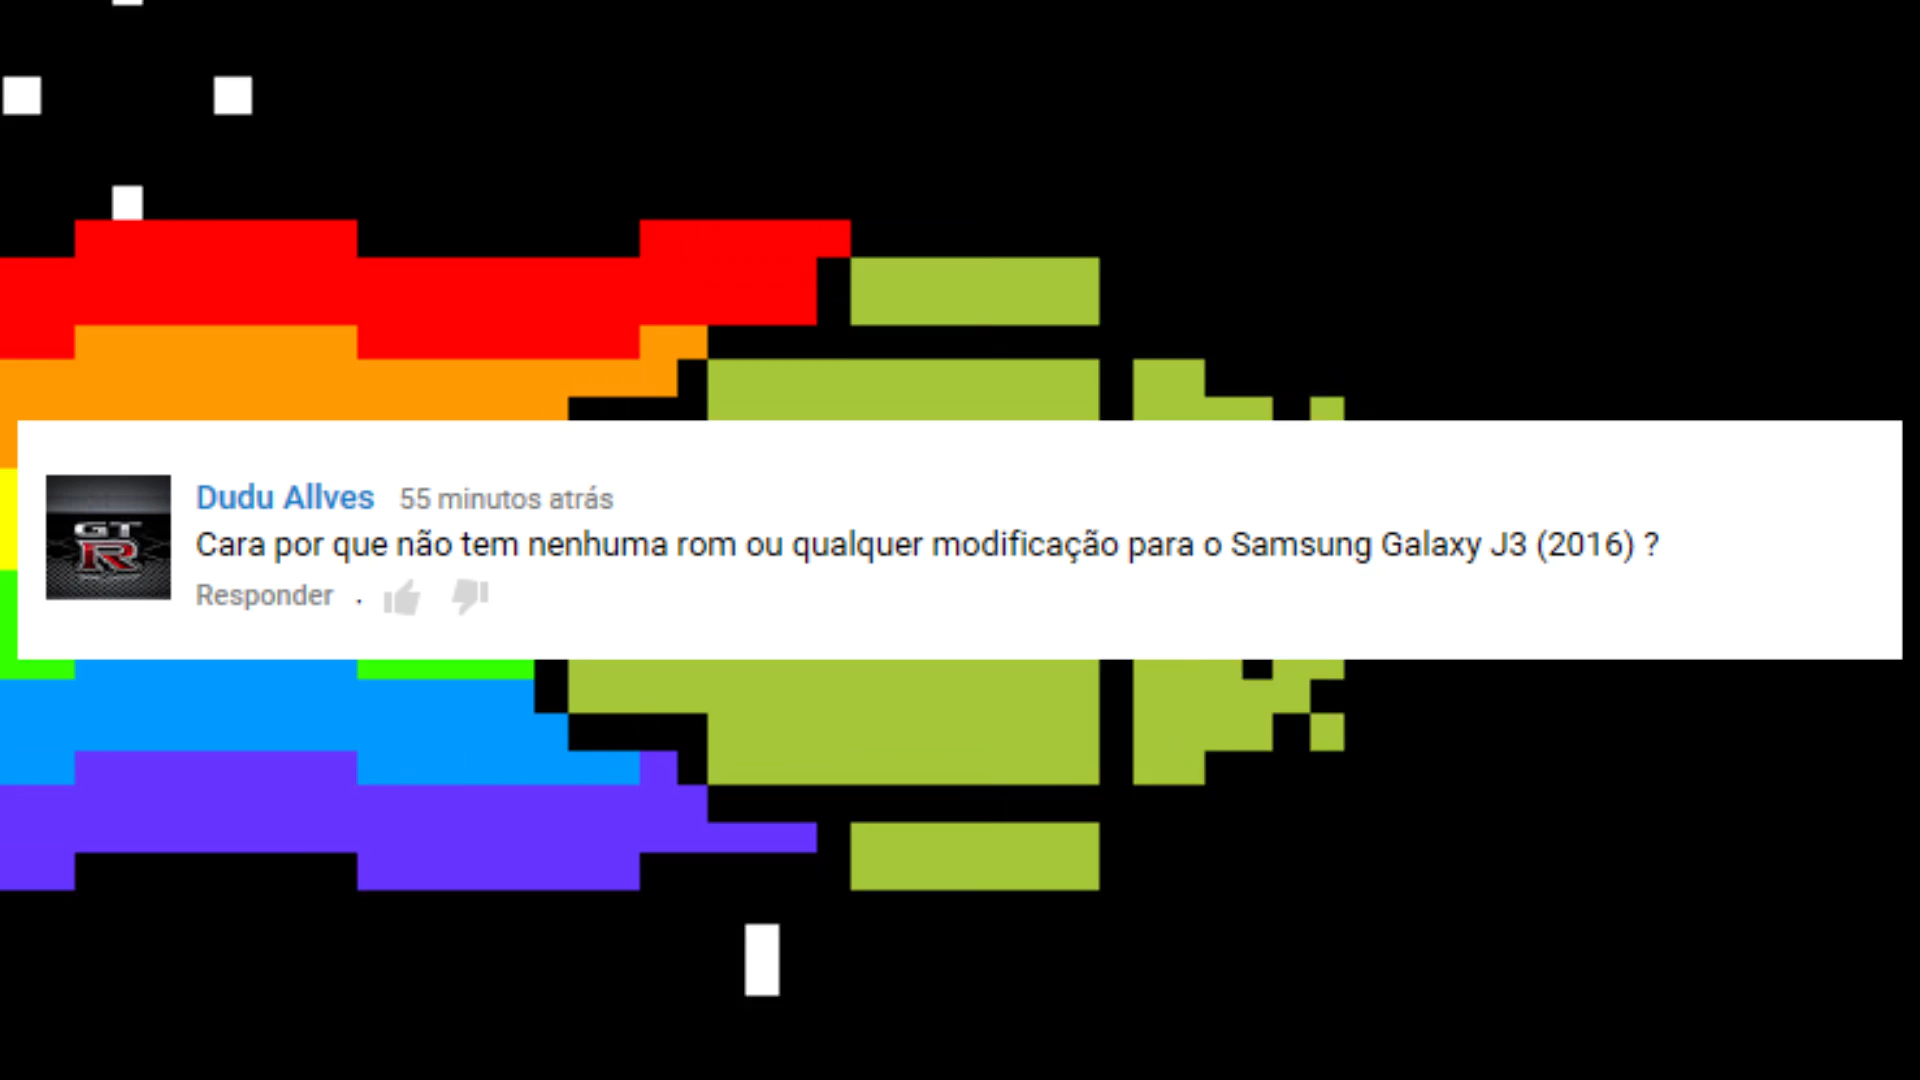 GT
R
Dudu Allves 55 minutos atrás
Cara por que não tem nenhuma rom ou qualquer modificação para o Samsung Galaxy J3 (2016) ?
Responder .